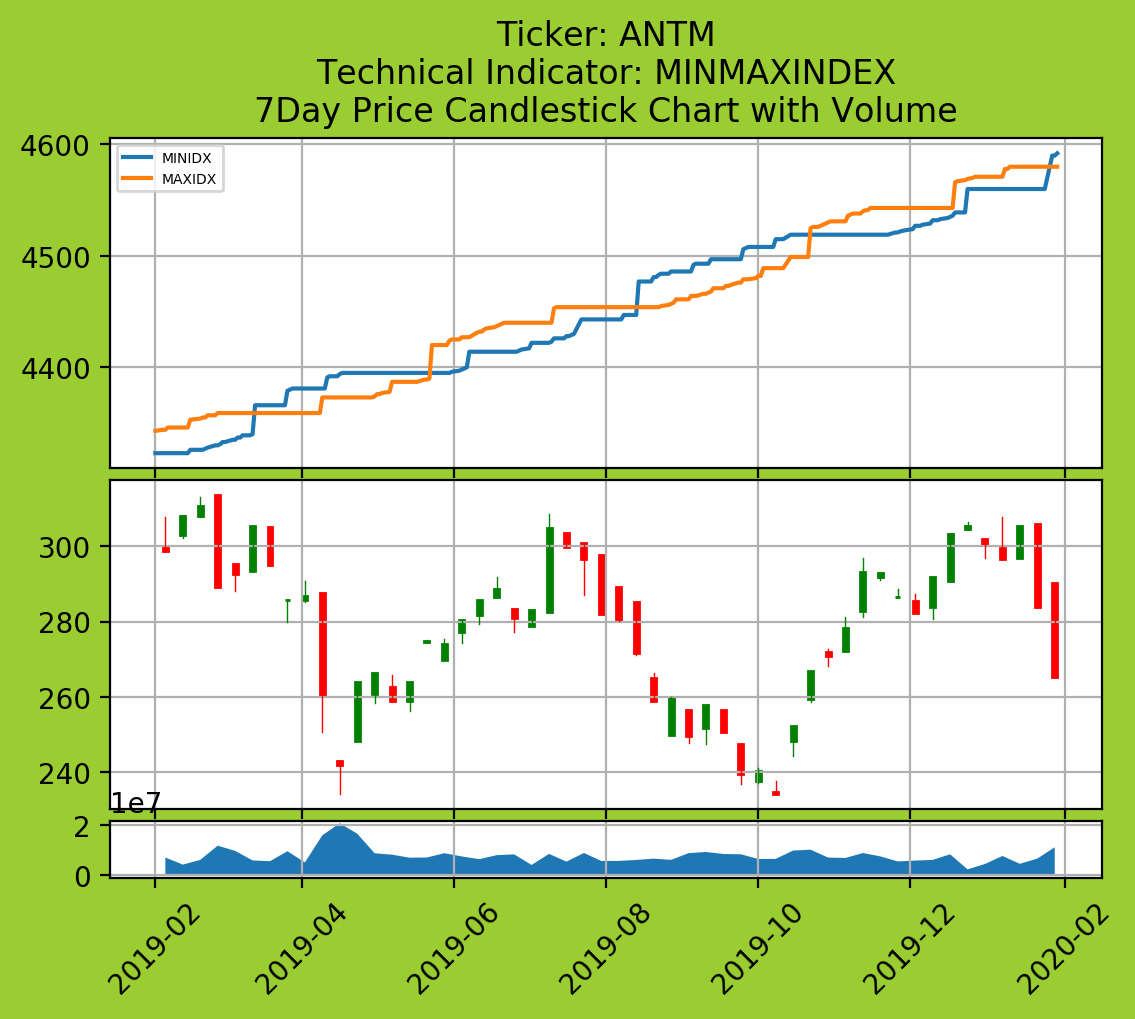 Ticker: ANTM
Technical Indicator: MINMAXINDEX
7Day Price Candlestick Chart with Volume
4600
4500
4400
MINIDX
MAXIDX
300
280
260
240
1e7
2
0
2019-02
2019-04
2019-06
2019-08
2019-10
2019-12
2020-02